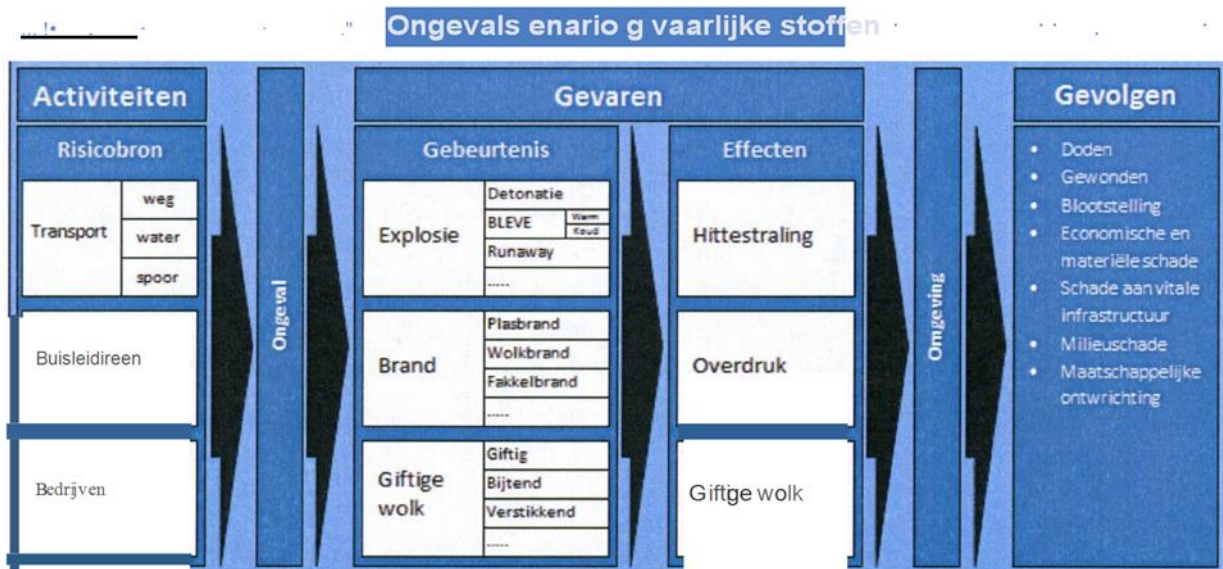 Ongevals enario g vaarlijke stoffen
Activiteiten
Risicobron
Transport
weg
water
spoor
Buisleidireen
Bedrijven
Ongeval
Gevaren
Gebeurtenis
Explosie
Detonatie
BLEVE
Warm
Koud
Runaway
.....
Brand
Plasbrand
Wolkbrand
Fakkelbrand
.....
Giftige
wolk
Giftig
Bijtend
Verstikkend
.....
Effecten
Hittestraling
Overdruk
Giftige wolk
Omgeving
Gevolgen
• Doden
• Gewonden
• Blootstelling
• Economische en
materiële schade
• Schade aan vitale
infrastructuur
• Milieuschade
• Maatschappelijke
ontwrichting